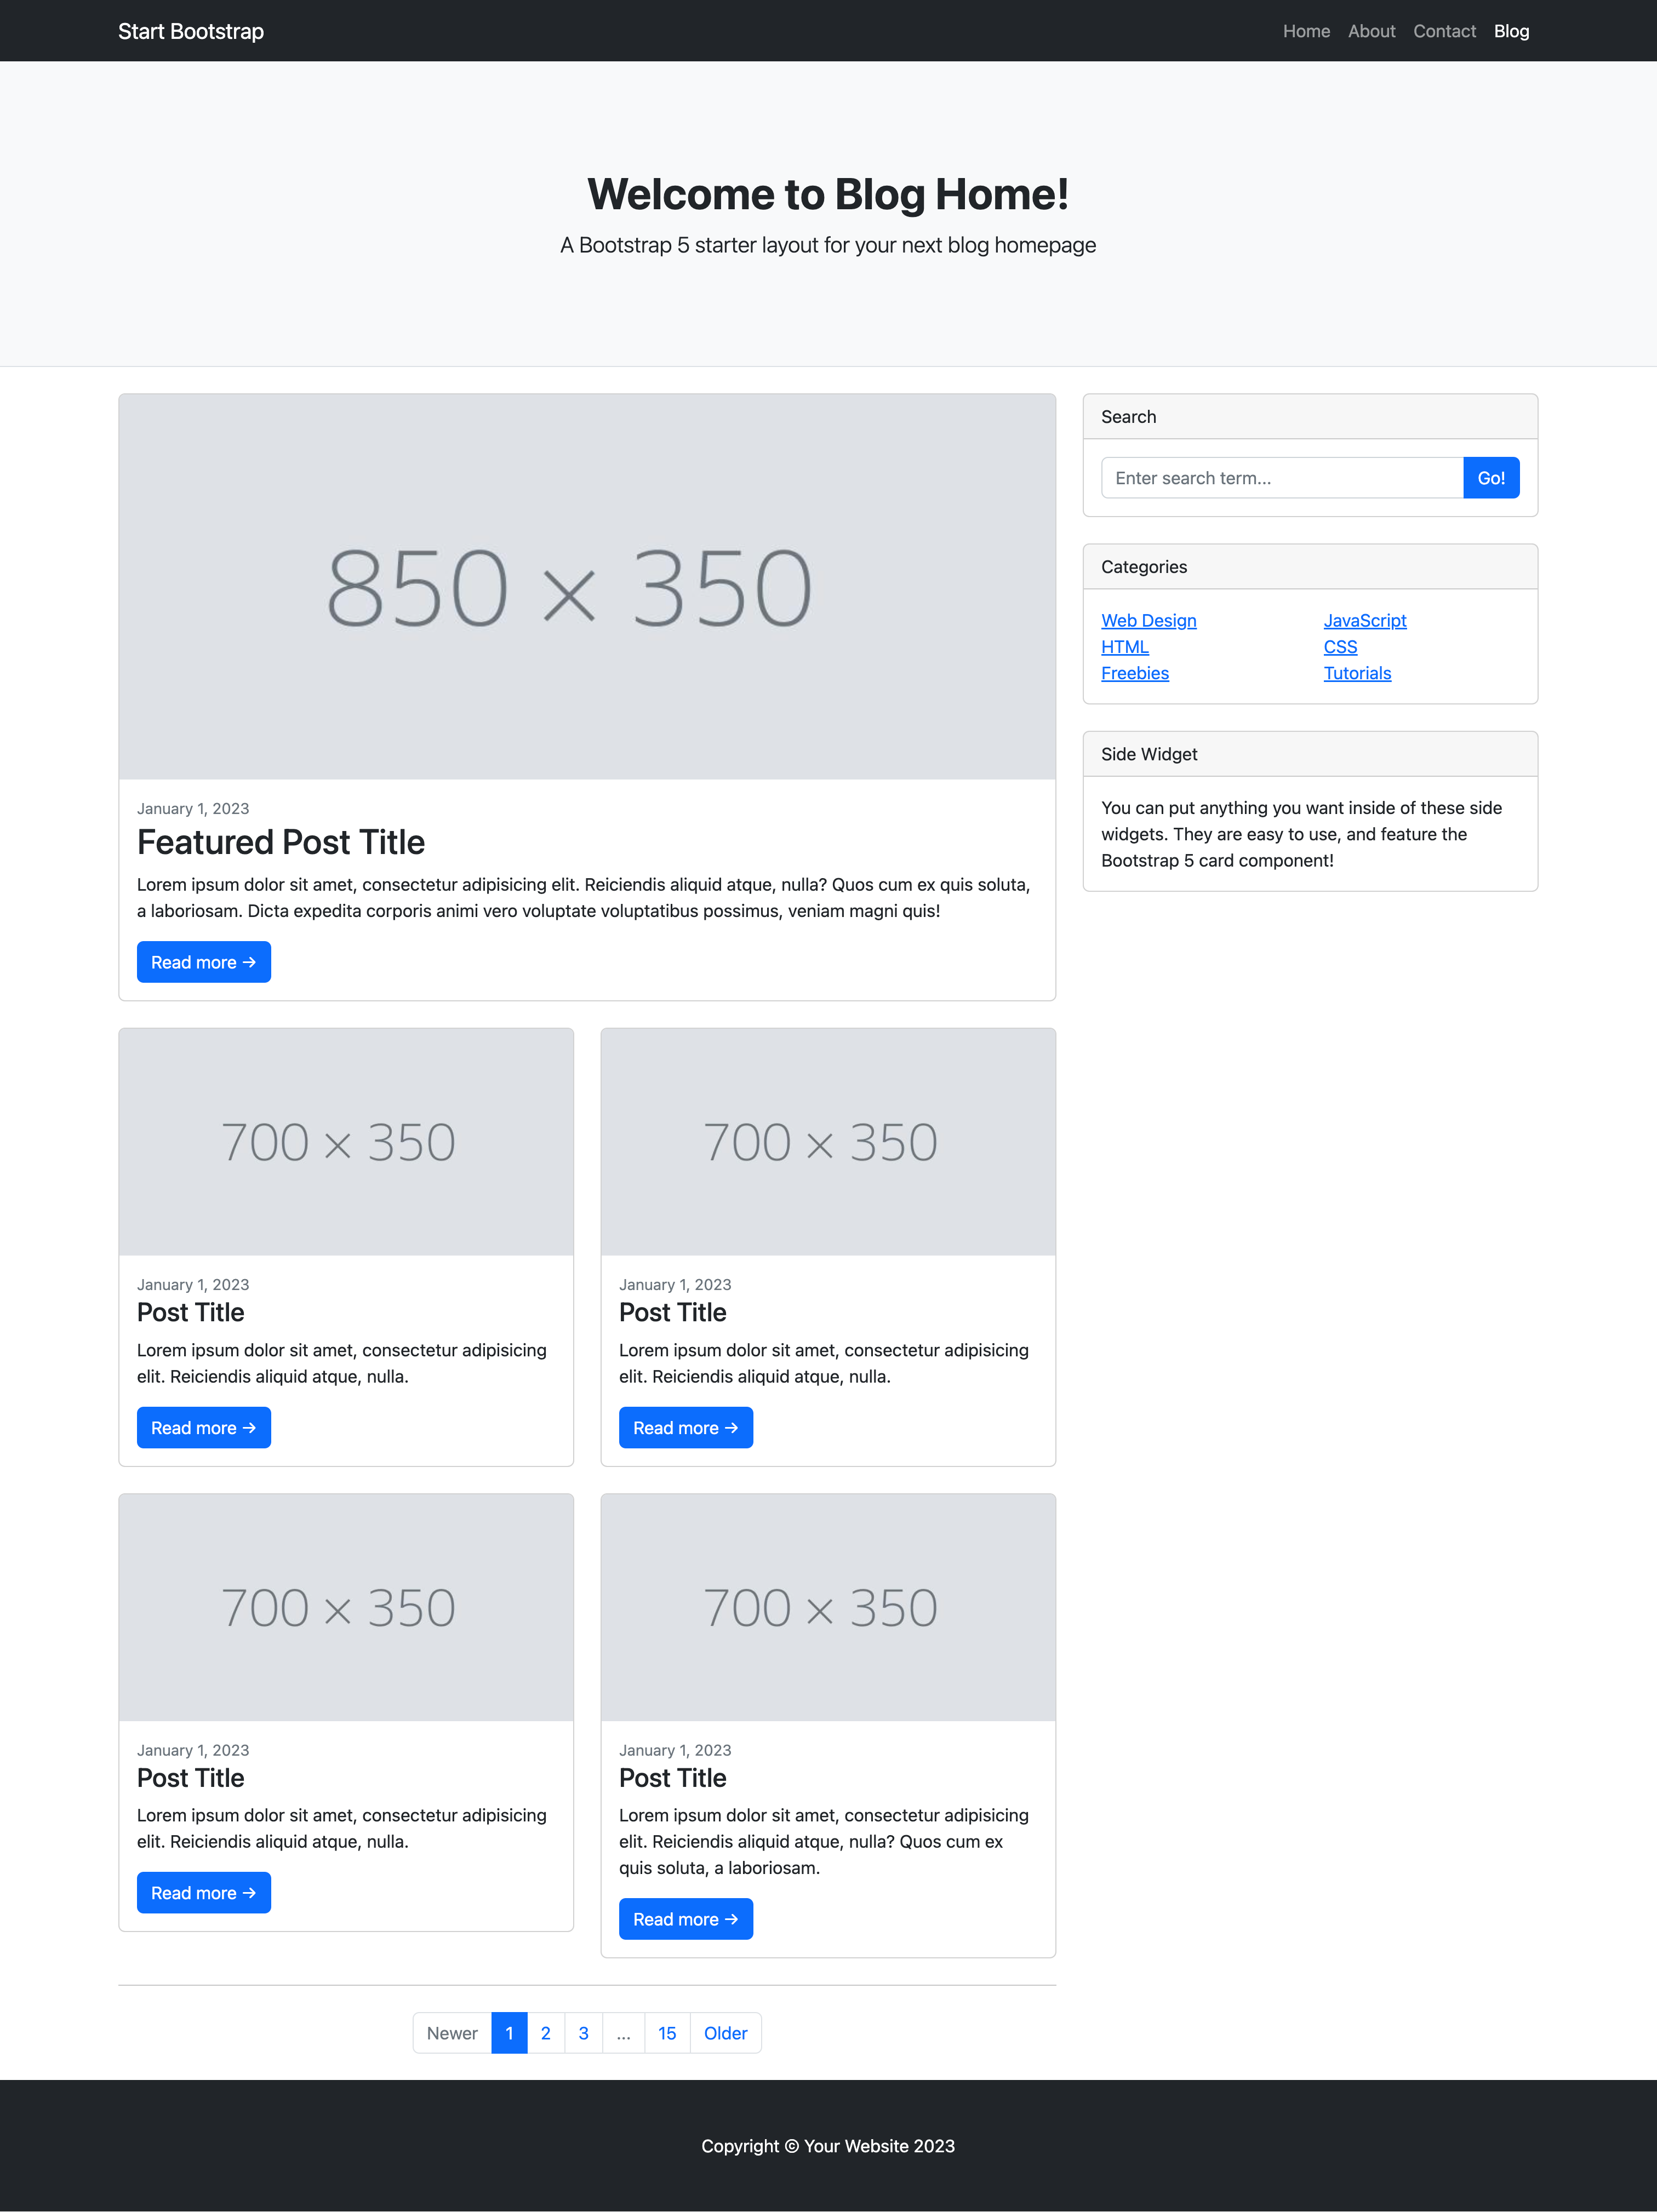 Start Bootstrap
Home About Contact Blog
Welcome to Blog Home!
A Bootstrap 5 starter layout for your next blog homepage
850 × 350
January 1, 2023
Featured Post Title
Lorem ipsum dolor sit amet, consectetur adipisicing elit. Reiciendis aliquid atque, nulla? Quos cum ex quis soluta,
a laboriosam. Dicta expedita corporis animi vero voluptate voluptatibus possimus, veniam magni quis!
Read more →
700 × 350
January 1, 2023
Post Title
Lorem ipsum dolor sit amet, consectetur adipisicing
elit. Reiciendis aliquid atque, nulla.
Read more →
700 × 350
January 1, 2023
Post Title
Lorem ipsum dolor sit amet, consectetur adipisicing
elit. Reiciendis aliquid atque, nulla.
Read more →
700 × 350
January 1, 2023
Post Title
Lorem ipsum dolor sit amet, consectetur adipisicing
elit. Reiciendis aliquid atque, nulla.
Read more →
700 × 350
January 1, 2023
Post Title
Lorem ipsum dolor sit amet, consectetur adipisicing
elit. Reiciendis aliquid atque, nulla? Quos cum ex
quis soluta, a laboriosam.
Read more →
Newer 1 2 3 ... 15 Older
Search
Enter search term...
Go!
Categories
Web Design
HTML
Freebies
JavaScript
CSS
Tutorials
Side Widget
You can put anything you want inside of these side
widgets. They are easy to use, and feature the
Bootstrap 5 card component!
Copyright © Your Website 2023